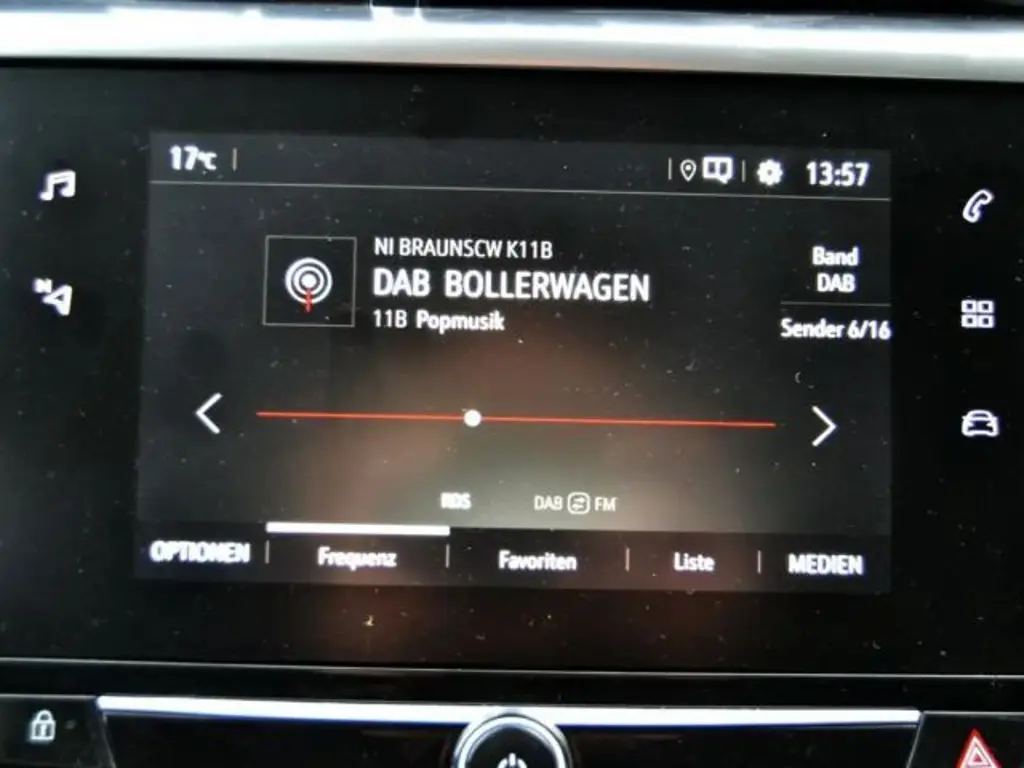 17°C
13:57
NI BRAUNSCW K11B
DAB BOLLERWAGEN
11B Popmusik
Band
DAB
Sender 6/16
N
RDS
DAB FM
OPTIONEN
Frequenz
Favoriten
Liste
MEDIEN